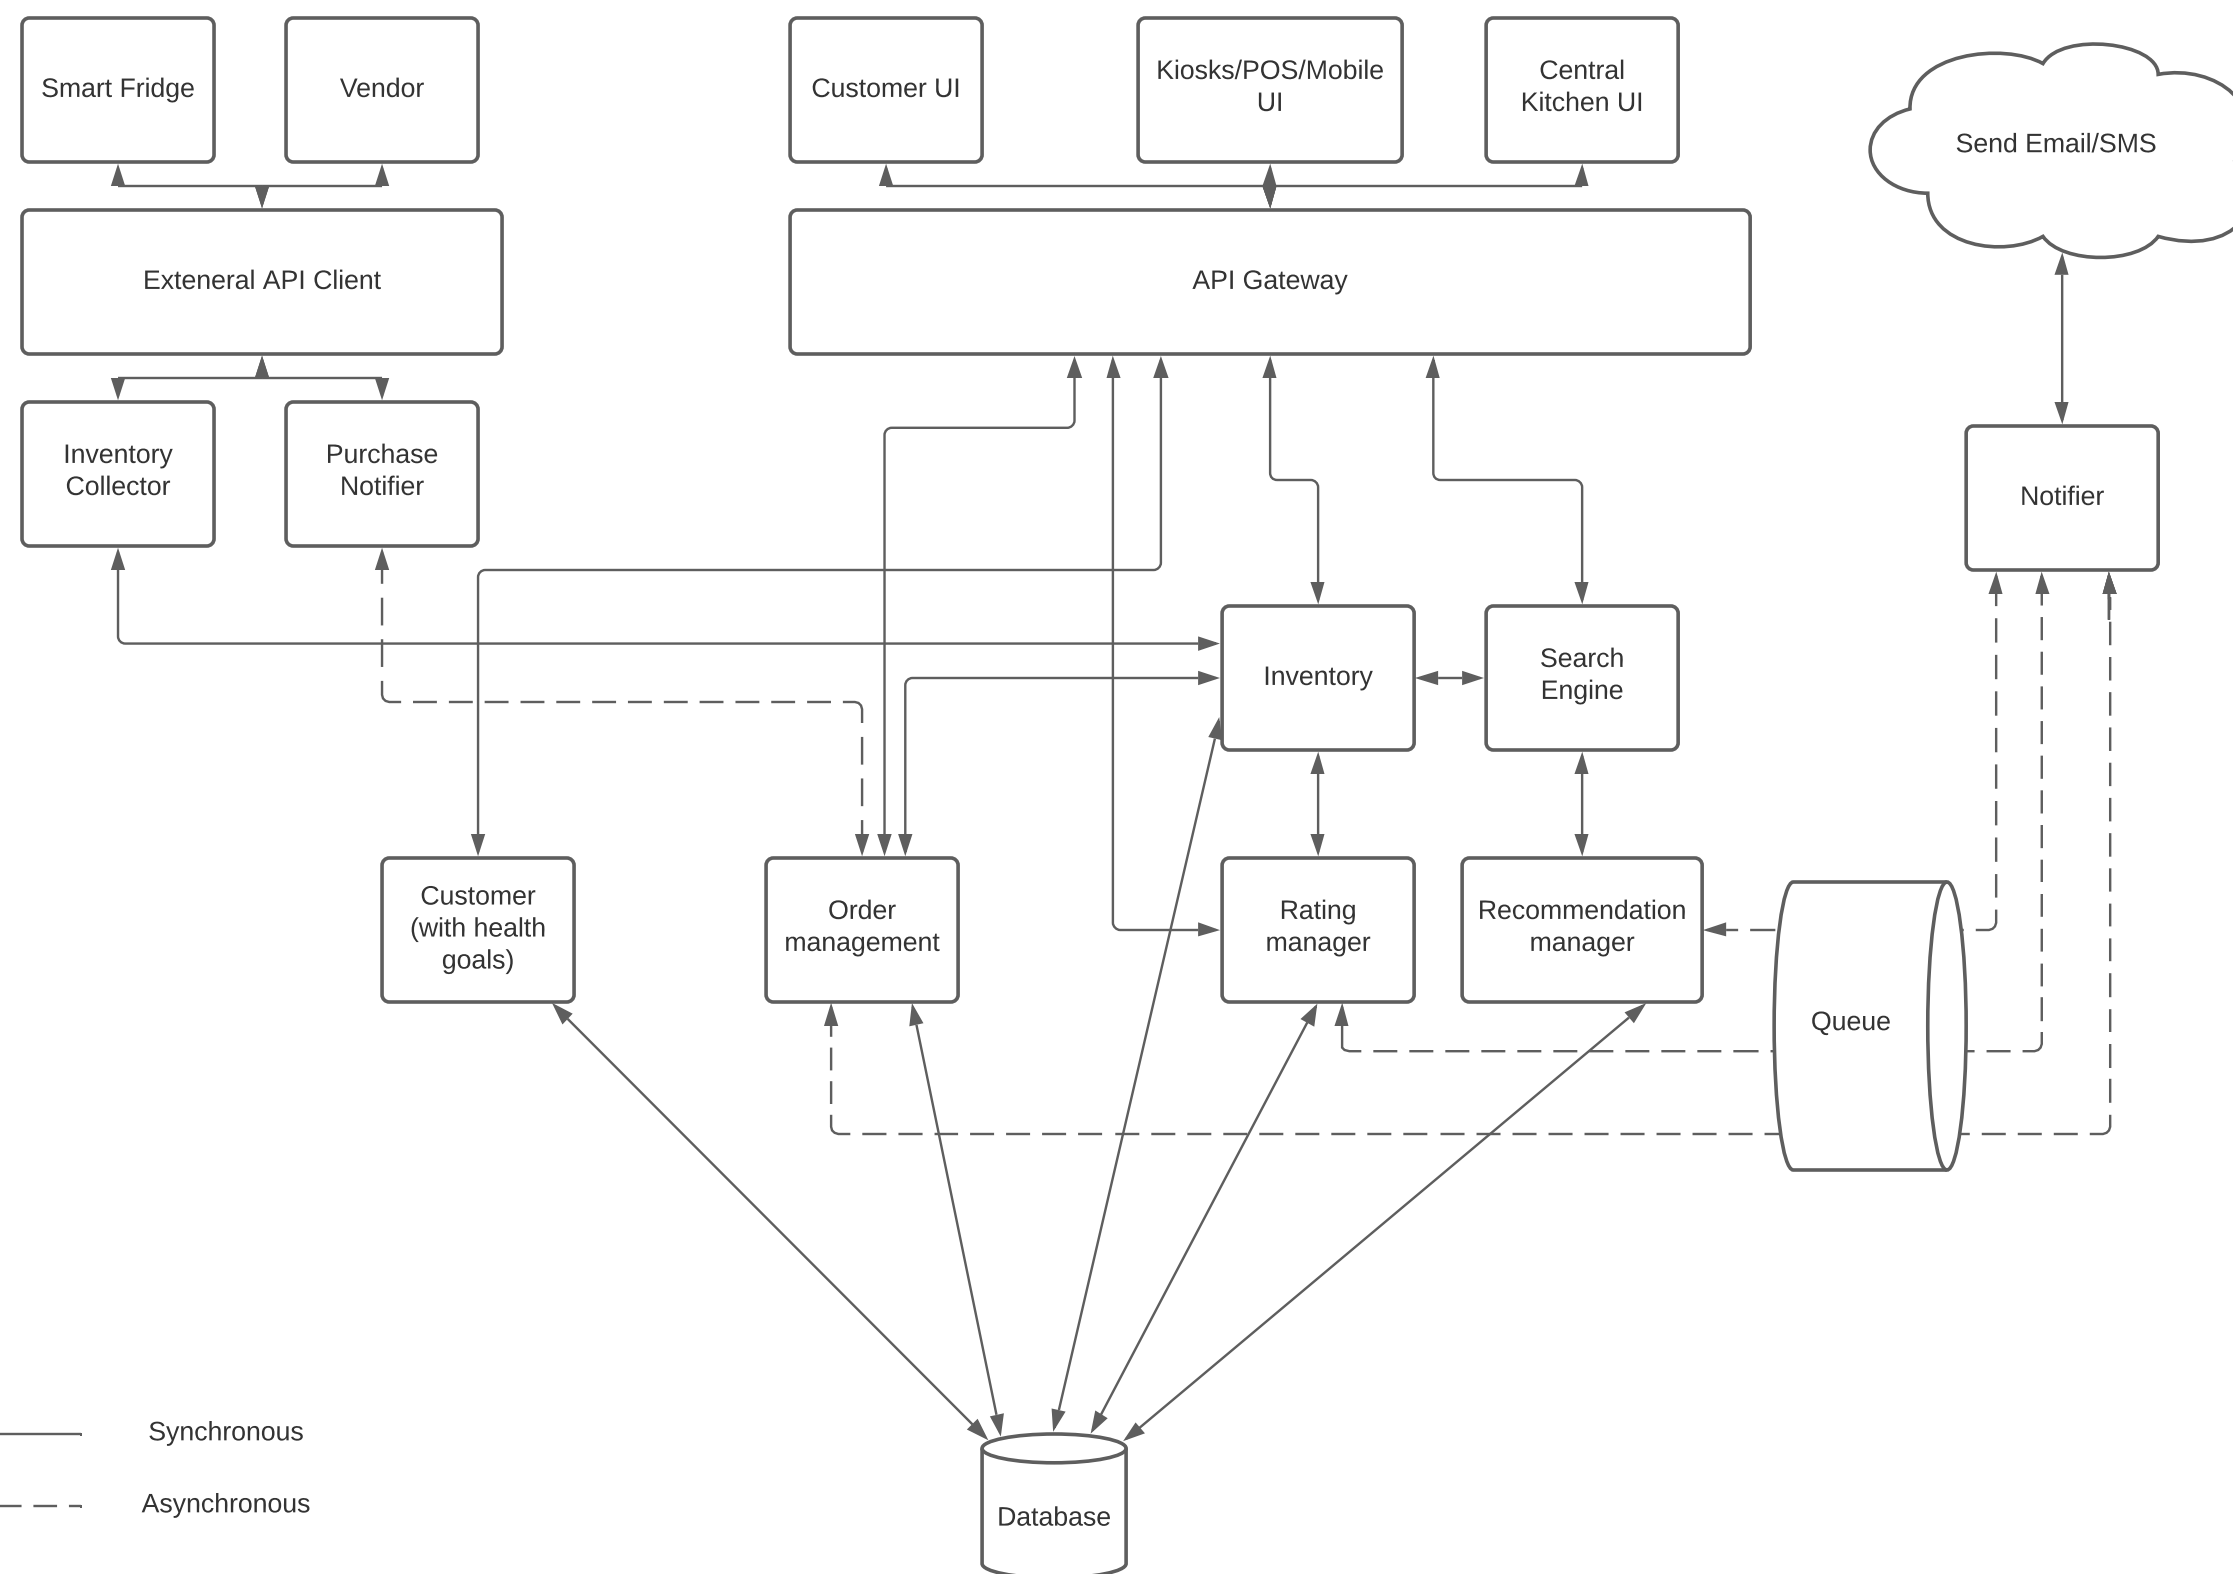 Smart Fridge
Vendor
Customer UI
Kiosks/POS/Mobile
UI
Central
Kitchen UI
Send Email/SMS
Exteneral API Client
API Gateway
Inventory
Collector
Purchase
Notifier
Notifier
Inventory
Search
Engine
Customer
(with health
goals)
Order
management
Rating
manager
Recommendation
manager
Queue
Synchronous
Asynchronous
Database